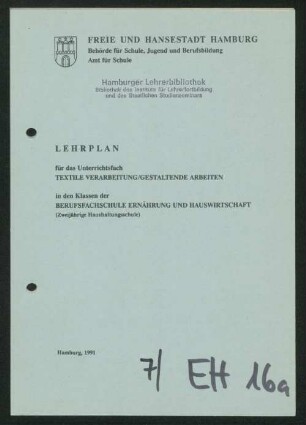 FREIE UND HANSESTADT HAMBURG
Behörde für Schule, Jugend und Berufsbildung
Amt für Schule
Hamburger Lehrerbibliothek
Bibliothek des Instituts für Lehrerfortbildung
und des Staatlichen Studienseminars
LEHRPLAN
für das Unterrichtsfach
TEXTILE VERARBEITUNG/GESTALTENDE ARBEITEN
in den Klassen der
BERUFSFACHSCHULE ERNÄHRUNG UND HAUSWIRTSCHAFT
(Zweijährige Haushaltungsschule)
Hamburg, 1991
7/ EH 16a